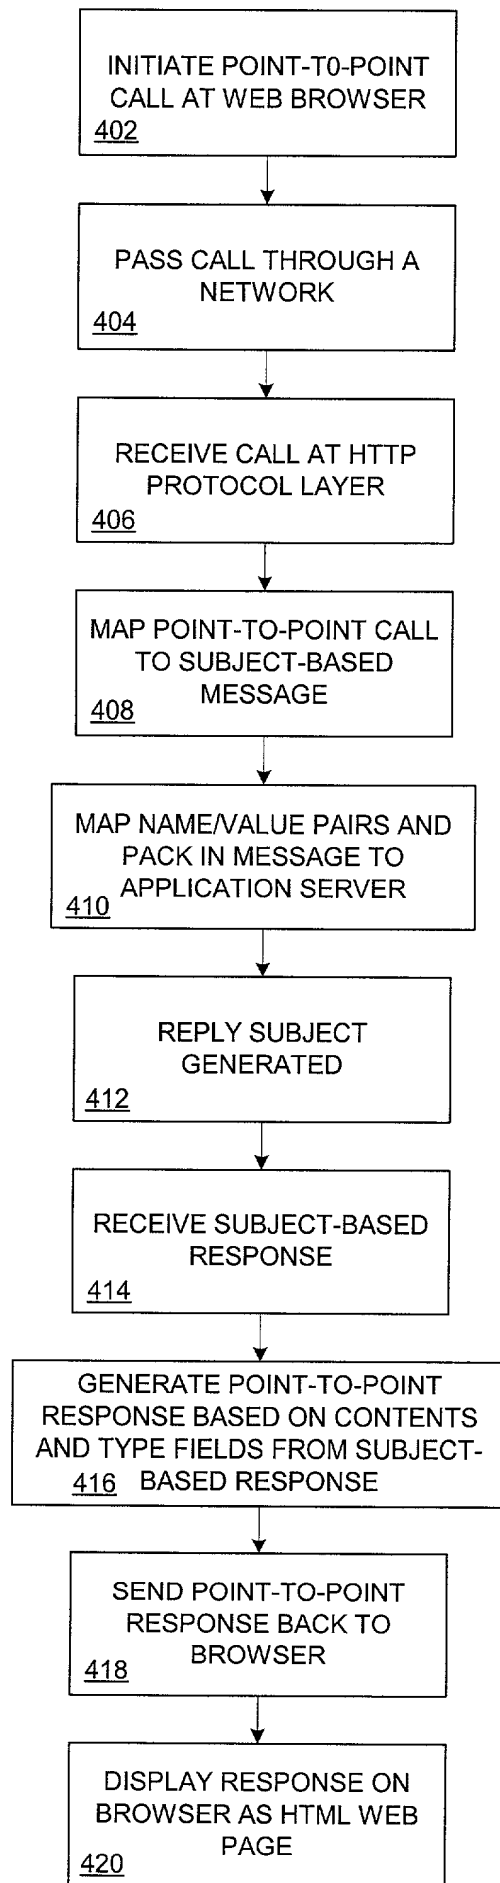 INITIATE POINT-T0-POINT
CALL AT WEB BROWSER
402
PASS CALL THROUGH A
NETWORK
404
RECEIVE CALL AT HTTP
PROTOCOL LAYER
406
MAP POINT-TO-POINT CALL
TO SUBJECT-BASED
MESSAGE
408
MAP NAME/VALUE PAIRS AND
PACK IN MESSAGE TO
APPLICATION SERVER
410
REPLY SUBJECT
GENERATED
412
RECEIVE SUBJECT-BASED
RESPONSE
414
GENERATE POINT-TO-POINT
RESPONSE BASED ON CONTENTS
AND TYPE FIELDS FROM SUBJECT-
416 BASED RESPONSE
SEND POINT-TO-POINT
RESPONSE BACK TO
BROWSER
418
DISPLAY RESPONSE ON
BROWSER AS HTML WEB
PAGE
420